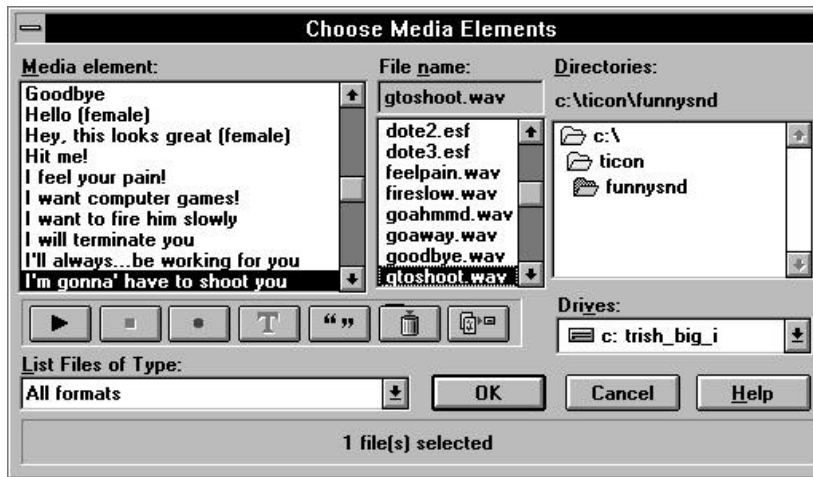 Choose Media Elements
Media element:
Goodbye
Hello (female)
Hey, this looks great (female)
Hit me!
I feel your pain!
I want computer games!
I want to fire him slowly
I will terminate you
I'll always...be working for you
I'm gonna' have to shoot you
File name:
gtoshoot.wav
dote2.esf
dote3.esf
feelpain.wav
fireslow.wav
goahmmd.wav
goaway.wav
goodbye.wav
gtoshoot.wav
Directories:
c:\ticon\funnysnd
c:\
ticon
funnysnd
T
“ ”
Drives:
c: trish_big_i
List Files of Type:
All formats
OK
Cancel
Help
1 file(s) selected